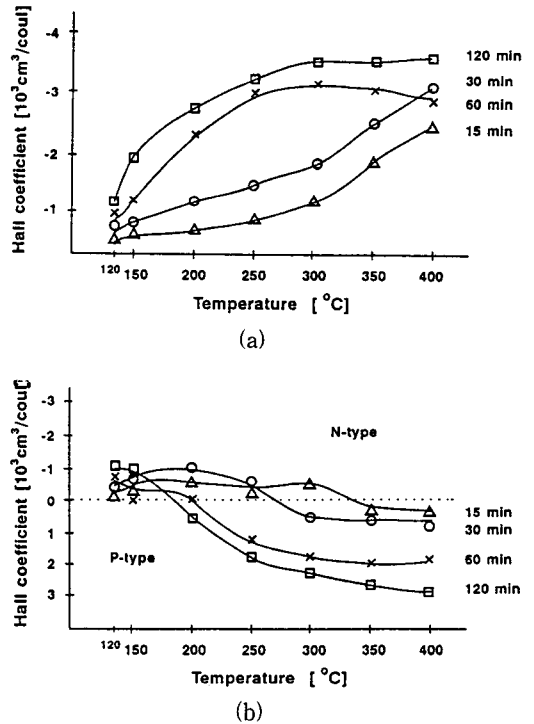 -4
-3
-2
-1
Hall coefficient [10³cm³/coul]
120 min
30 min
60 min
15 min
120 150 200 250 300 350 400
Temperature [ °C]
(a)
-3
-2
-1
0
1
2
3
Hall coefficient [10³cm³/coul]
N-type
P-type
15 min
30 min
60 min
120 min
120 150 200 250 300 350 400
Temperature [ °C]
(b)